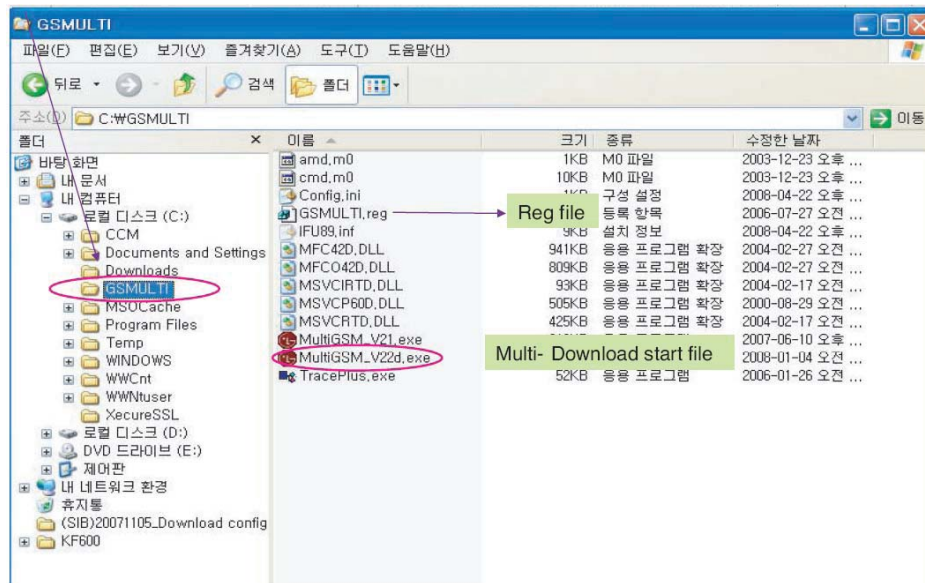 GSMULTI
파일(F) 편집(E) 보기(V) 즐겨찾기(A) 도구(T) 도움말(H)
뒤로 검색 폴더
주소(D) C:₩GSMULTI 이동
폴더
바탕 화면
내 문서
내 컴퓨터
로컬 디스크 (C:)
CCM
Documents and Settings
Downloads
GSMULTI
MSOCache
Program Files
Temp
WINDOWS
WWCnt
WWNtuser
XecureSSL
로컬 디스크 (D:)
DVD 드라이브 (E:)
제어판
내 네트워크 환경
휴지통
(SIB)20071105_Download config
KF600
이름 크기 종류 수정한 날짜
amd.m0 1KB M0 파일 2003-12-23 오후 ...
cmd.m0 10KB M0 파일 2003-12-23 오후 ...
Config.ini 1KB 구성 설정 2008-04-22 오후 ...
GSMULTI.reg Reg file 등록 항목 2006-07-27 오전 ...
IFU89.inf 9KB 설치 정보 2008-04-22 오후 ...
MFC42D.DLL 941KB 응용 프로그램 확장 2004-02-27 오전 ...
MFCO42D.DLL 809KB 응용 프로그램 확장 2004-02-27 오전 ...
MSVCIRTD.DLL 93KB 응용 프로그램 확장 2004-02-17 오전 ...
MSVCP60D.DLL 505KB 응용 프로그램 확장 2000-08-29 오전 ...
MSVCRTD.DLL 425KB 응용 프로그램 확장 2004-02-17 오전 ...
MultiGSM_V21.exe 2007-06-10 오후 ...
MultiGSM_V22d.exe Multi- Download start file 2008-01-04 오전 ...
TracePlus.exe 52KB 응용 프로그램 2006-01-26 오전 ...